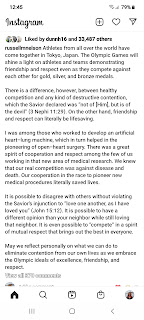 12:45
Instagram
Liked by dunnh16 and 33,487 others
russellmnelson Athletes from all over the world have
come together in Tokyo, Japan. The Olympic Games will
shine a light on athletes and teams demonstrating
friendship and respect even as they compete against
each other for gold, silver, and bronze medals.
There is a difference, however, between healthy
competition and any kind of destructive contention,
which the Savior declared was "not of [Him], but is of
the devil" (3 Nephi 11:29). On the other hand, friendship
and respect can literally be lifesaving.
I was among those who worked to develop an artificial
heart-lung machine, which in turn helped in the
pioneering of open-heart surgery. There was a great
spirit of cooperation and respect among the few of us
working in that new area of medical research. We knew
that our real competition was against disease and
death. Our cooperation in the race to pioneer new
medical procedures literally saved lives.
It is possible to disagree with others without violating
the Savior's injunction to "love one another, as I have
loved you" (John 15:12). It is possible to have a
different opinion than your neighbor while still loving
that neighbor. It is even possible to "compete" in a spirit
of mutual respect that brings out the best in everyone.
May we reflect personally on what we can do to
eliminate contention from our own lives as we embrace
the Olympic ideals of excellence, friendship, and
respect.
View all 379 comments